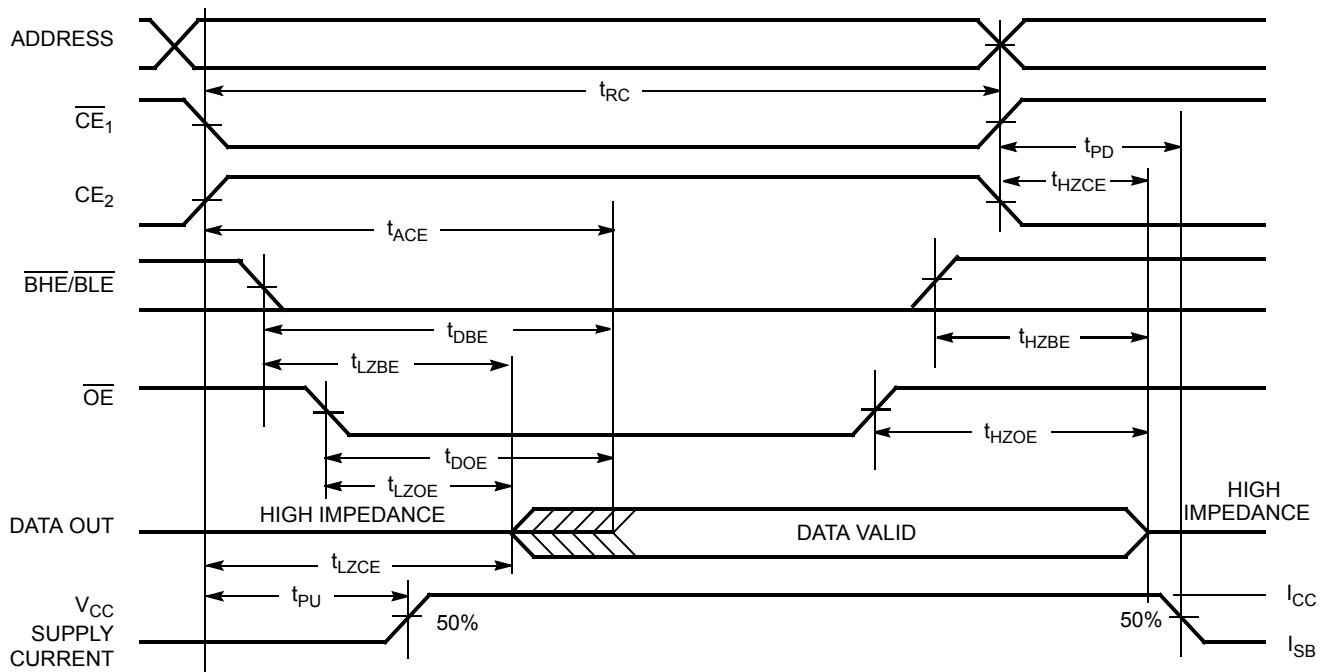 ADDRESS
tRC
CE1
tPD
tHZCE
CE2
tACE
BHE/BLE
tDBE
tHZBE
tLZBE
OE
tHZOE
tDOE
tLZOE
HIGH IMPEDANCE
HIGH
IMPEDANCE
DATA OUT
DATA VALID
tLZCE
tPU
VCC
SUPPLY
CURRENT
50%
50%
ICC
ISB